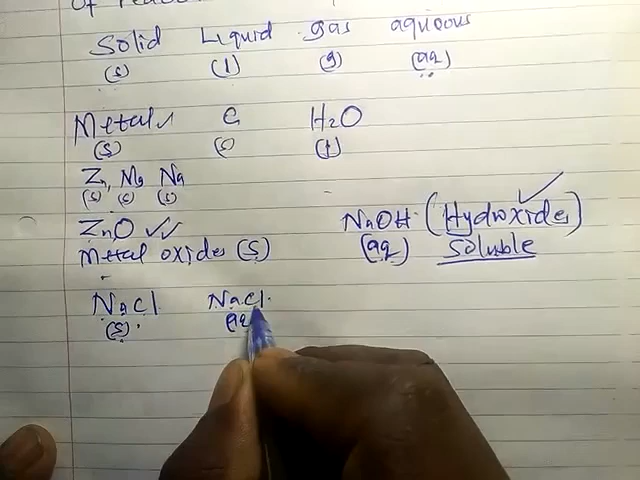 Solid Liquid gas aqueous
(s) (l) (g) (aq)
Metals C H2O
(s) (s) (l)
Zn, Mg Na
(s) (s) (s)
ZnO NaOH (Hydroxides)
Metal oxides (s) (aq) Soluble
NaCl NaCl
(s) (aq